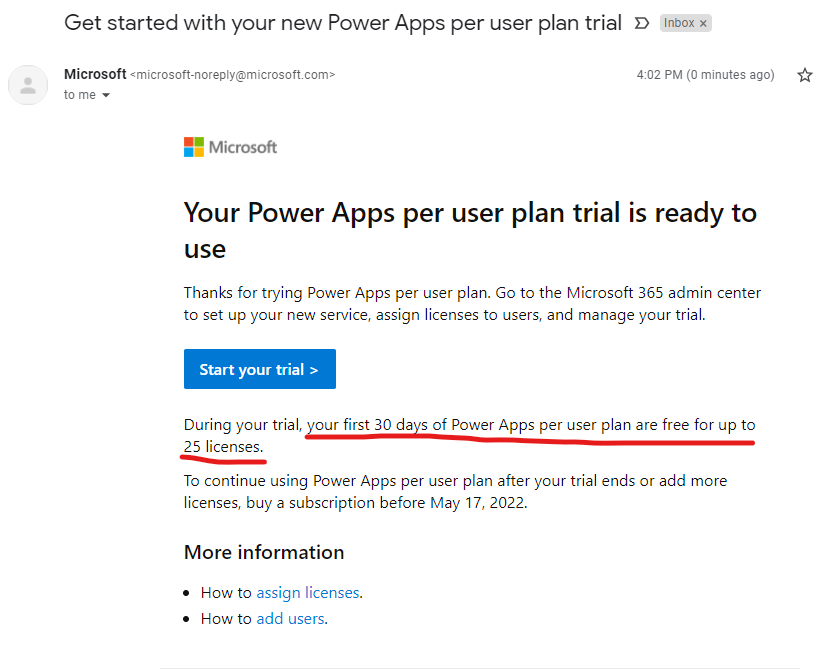 Get started with your new Power Apps per user plan trial
Inbox ×
Microsoft <microsoft-noreply@microsoft.com>
4:02 PM (0 minutes ago)
to me
Microsoft
Your Power Apps per user plan trial is ready to
use
Thanks for trying Power Apps per user plan. Go to the Microsoft 365 admin center
to set up your new service, assign licenses to users, and manage your trial.
Start your trial >
During your trial, your first 30 days of Power Apps per user plan are free for up to
25 licenses.
To continue using Power Apps per user plan after your trial ends or add more
licenses, buy a subscription before May 17, 2022.
More information
• How to assign licenses.
• How to add users.